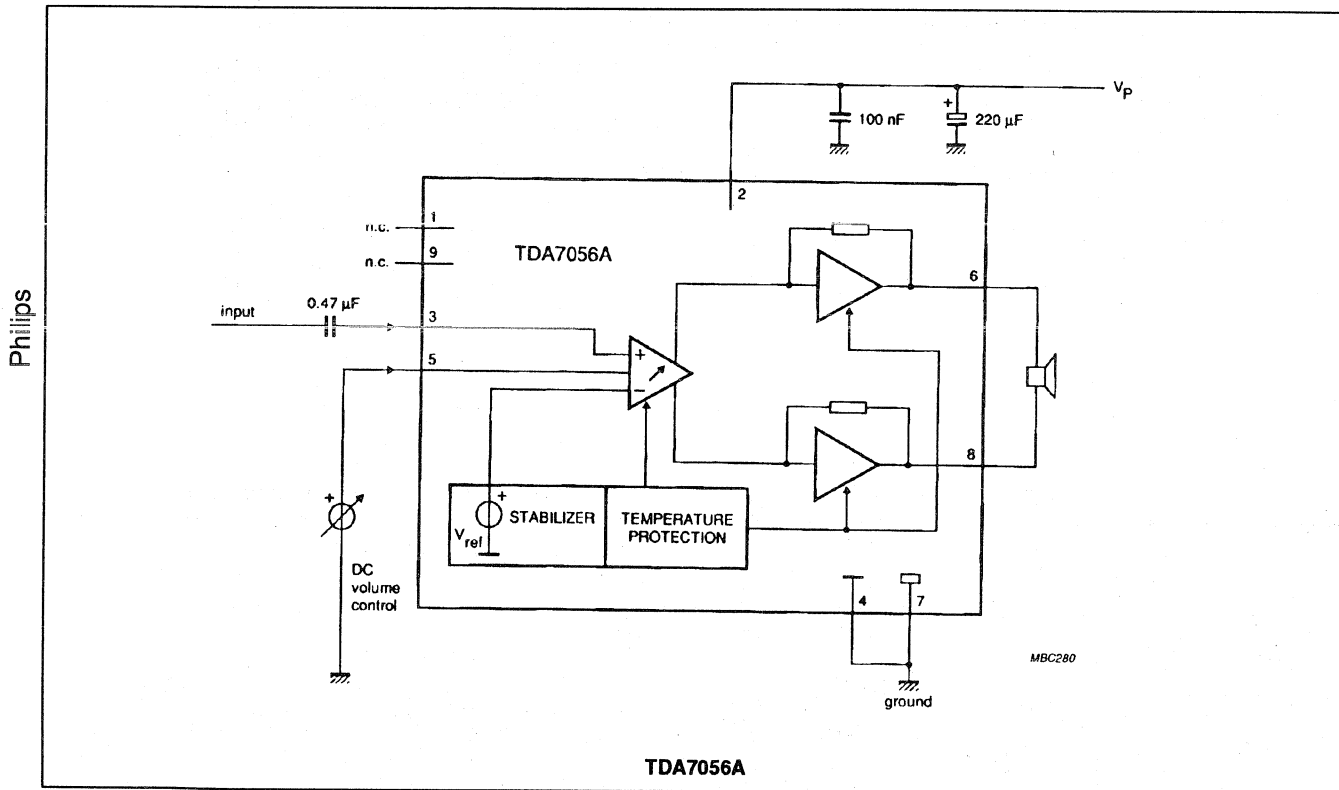 Philips
V_P
+
100 nF
220 µF
2
1
n.c.
9
n.c.
TDA7056A
6
input
0.47 µF
3
5
+
−
8
+
+
STABILIZER
V_ref
TEMPERATURE
PROTECTION
DC
volume
control
4
7
MBC280
ground
TDA7056A